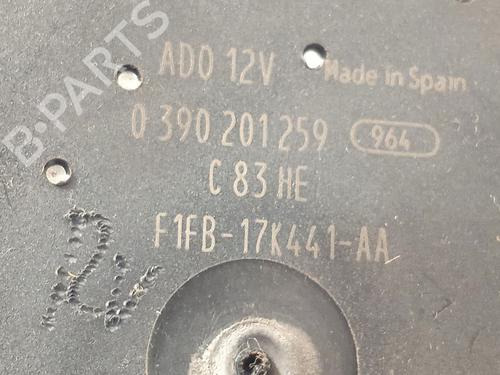 B-PARTS
ADO 12V Made in Spain
0 390 201 259 964
C 83 HE
F1FB-17K441-AA